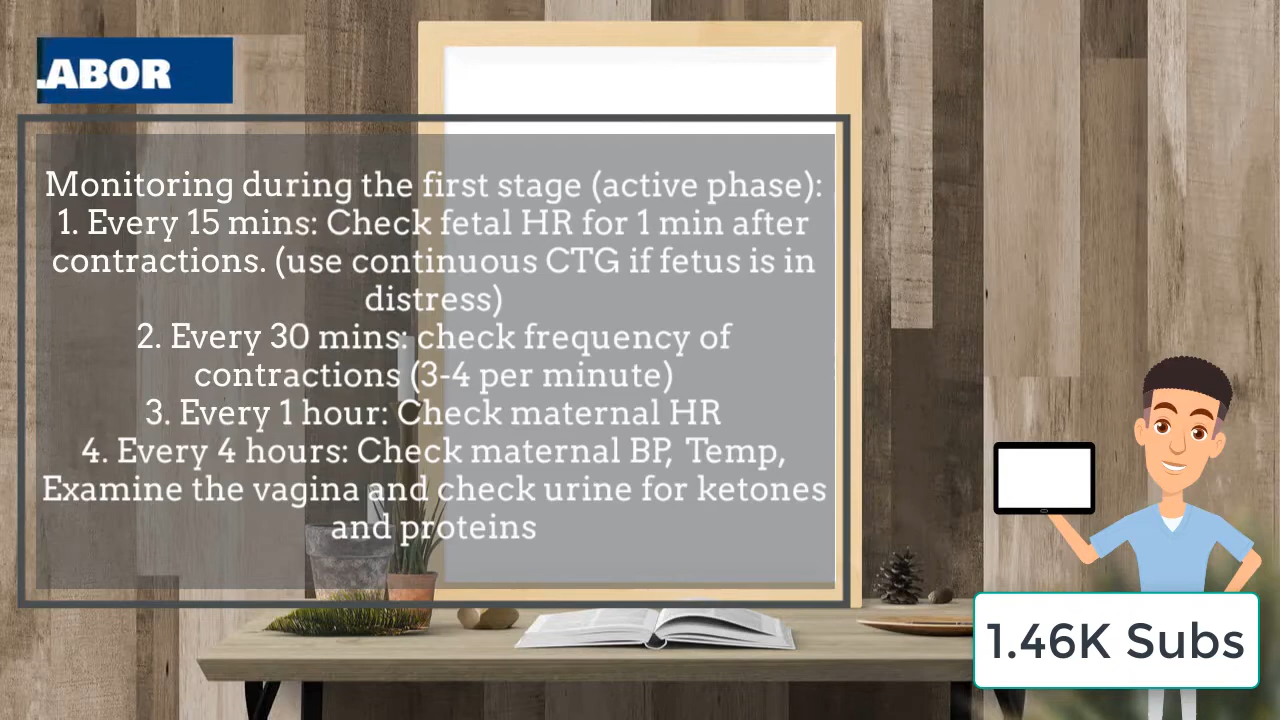 LABOR
Monitoring during the first stage (active phase):
1. Every 15 mins: Check fetal HR for 1 min after
contractions. (use continuous CTG if fetus is in
distress)
2. Every 30 mins: check frequency of
contractions (3-4 per minute)
3. Every 1 hour: Check maternal HR
4. Every 4 hours: Check maternal BP, Temp,
Examine the vagina and check urine for ketones
and proteins
1.46K Subs